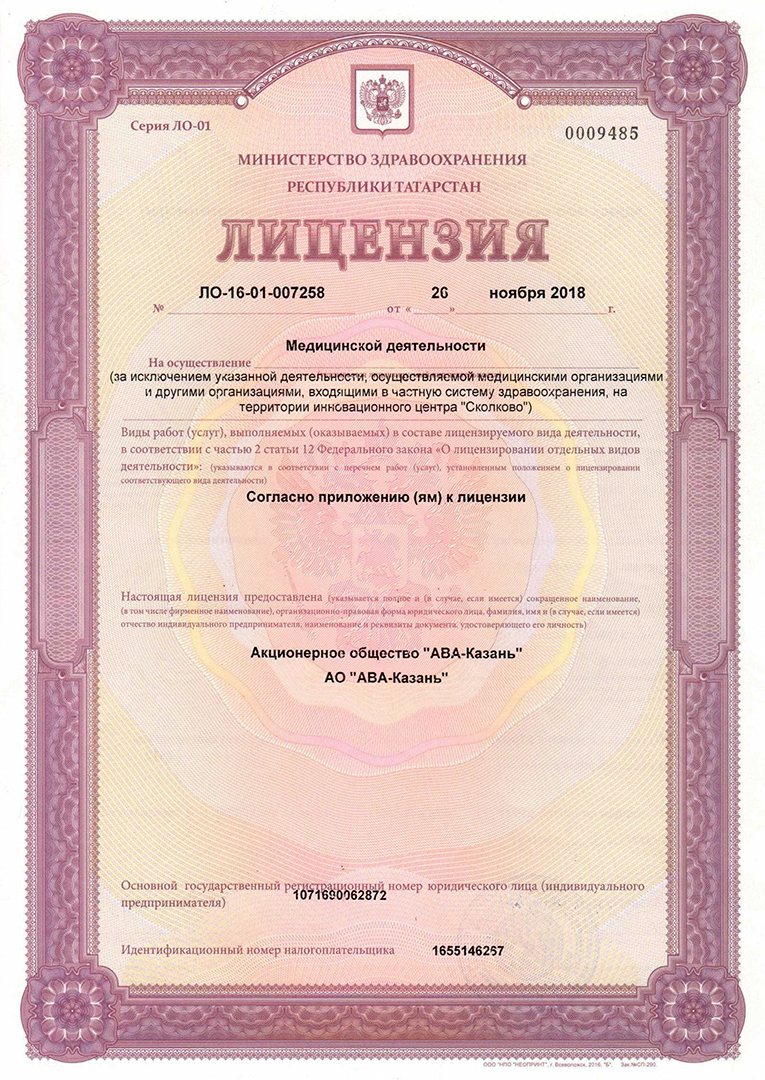 Серия ЛО-01
0009485
МИНИСТЕРСТВО ЗДРАВООХРАНЕНИЯ
РЕСПУБЛИКИ ТАТАРСТАН
ЛИЦЕНЗИЯ
№ ЛО-16-01-007258 от « 26 » ноября 2018 г.
Медицинской деятельности
На осуществление
(за исключением указанной деятельности, осуществляемой медицинскими организациями
и другими организациями, входящими в частную систему здравоохранения, на
территории инновационного центра "Сколково")
Виды работ (услуг), выполняемых (оказываемых) в составе лицензируемого вида деятельности,
в соответствии с частью 2 статьи 12 Федерального закона «О лицензировании отдельных видов
деятельности»: (указываются в соответствии с перечнем работ (услуг), установленным положением о лицензировании
соответствующего вида деятельности)
Согласно приложению (ям) к лицензии
Настоящая лицензия предоставлена (указывается полное и (в случае, если имеется) сокращенное наименование,
(в том числе фирменное наименование), организационно-правовая форма юридического лица, фамилия, имя и (в случае, если имеется)
отчество индивидуального предпринимателя, наименование и реквизиты документа, удостоверяющего его личность)
Акционерное общество "АВА-Казань"
АО "АВА-Казань"
Основной государственный регистрационный номер юридического лица (индивидуального
предпринимателя) 1071690062872
Идентификационный номер налогоплательщика 1655146267
ООО "НПО "НЕОПРИНТ", г. Всеволожск, 2016, "Б". Зак.№СП-290.